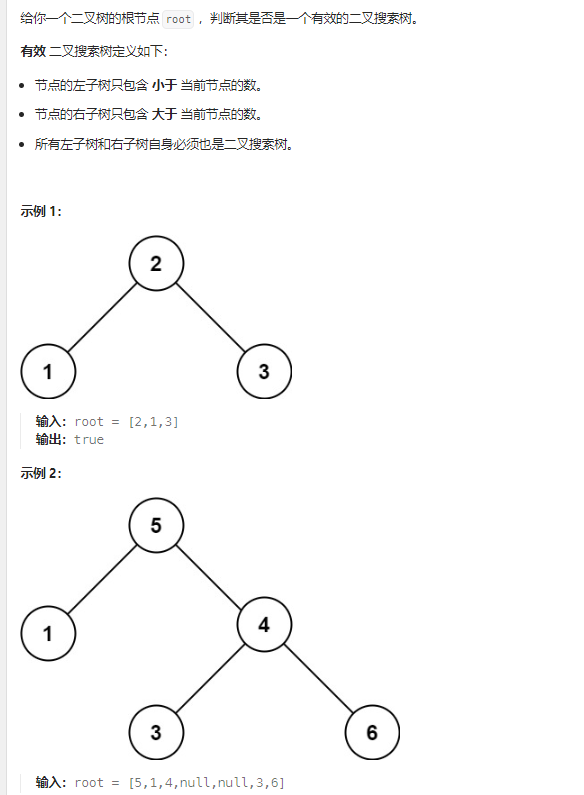 给你一个二叉树的根节点 root ，判断其是否是一个有效的二叉搜索树。
有效 二叉搜索树定义如下：
节点的左子树只包含 小于 当前节点的数。
节点的右子树只包含 大于 当前节点的数。
所有左子树和右子树自身必须也是二叉搜索树。
示例 1：
2
1 3
输入：root = [2,1,3]
输出：true
示例 2：
5
1 4
3 6
输入：root = [5,1,4,null,null,3,6]